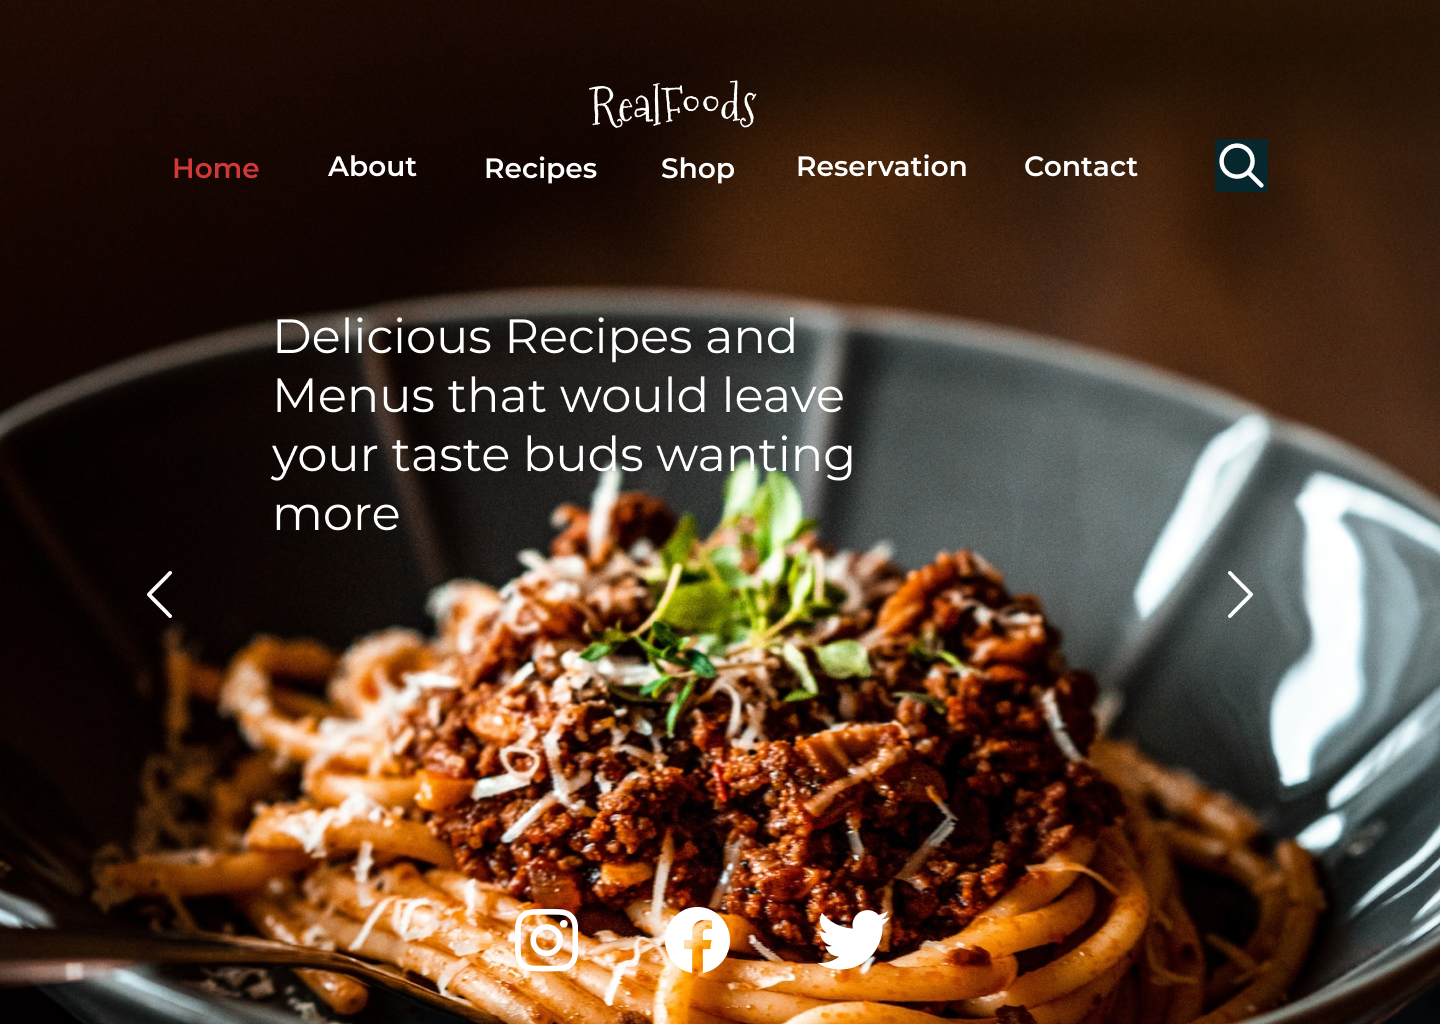 RealFoods
Home About Recipes Shop Reservation Contact
Delicious Recipes and
Menus that would leave
your taste buds wanting
more